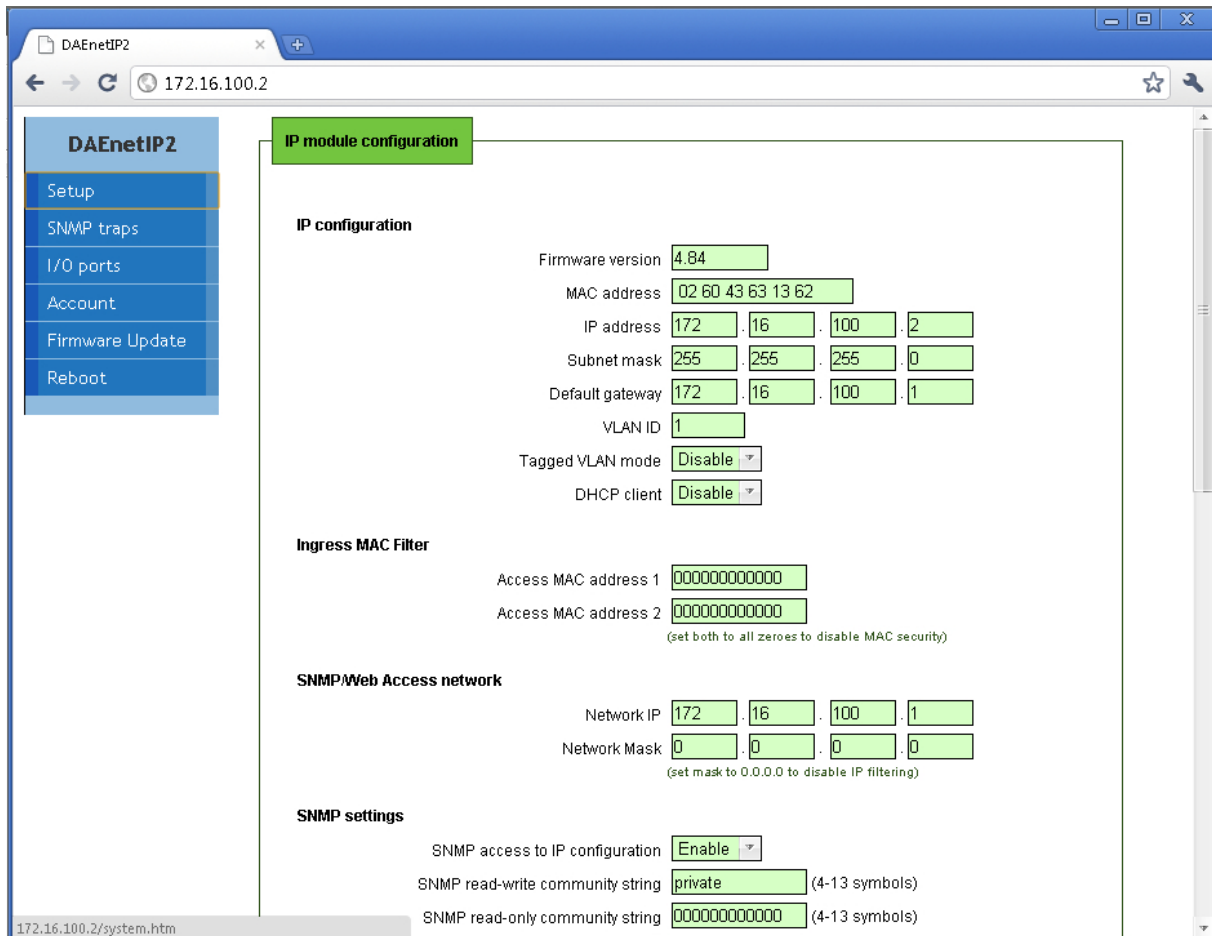 DAEnetIP2
172.16.100.2
DAEnetIP2
Setup
SNMP traps
I/O ports
Account
Firmware Update
Reboot
IP module configuration
IP configuration
Firmware version 4.84
MAC address 02 60 43 63 13 62
IP address 172 . 16 . 100 . 2
Subnet mask 255 . 255 . 255 . 0
Default gateway 172 . 16 . 100 . 1
VLAN ID 1
Tagged VLAN mode Disable
DHCP client Disable
Ingress MAC Filter
Access MAC address 1 000000000000
Access MAC address 2 000000000000
(set both to all zeroes to disable MAC security)
SNMP/Web Access network
Network IP 172 . 16 . 100 . 1
Network Mask 0 . 0 . 0 . 0
(set mask to 0.0.0.0 to disable IP filtering)
SNMP settings
SNMP access to IP configuration Enable
SNMP read-write community string private (4-13 symbols)
SNMP read-only community string 000000000000 (4-13 symbols)
172.16.100.2/system.htm